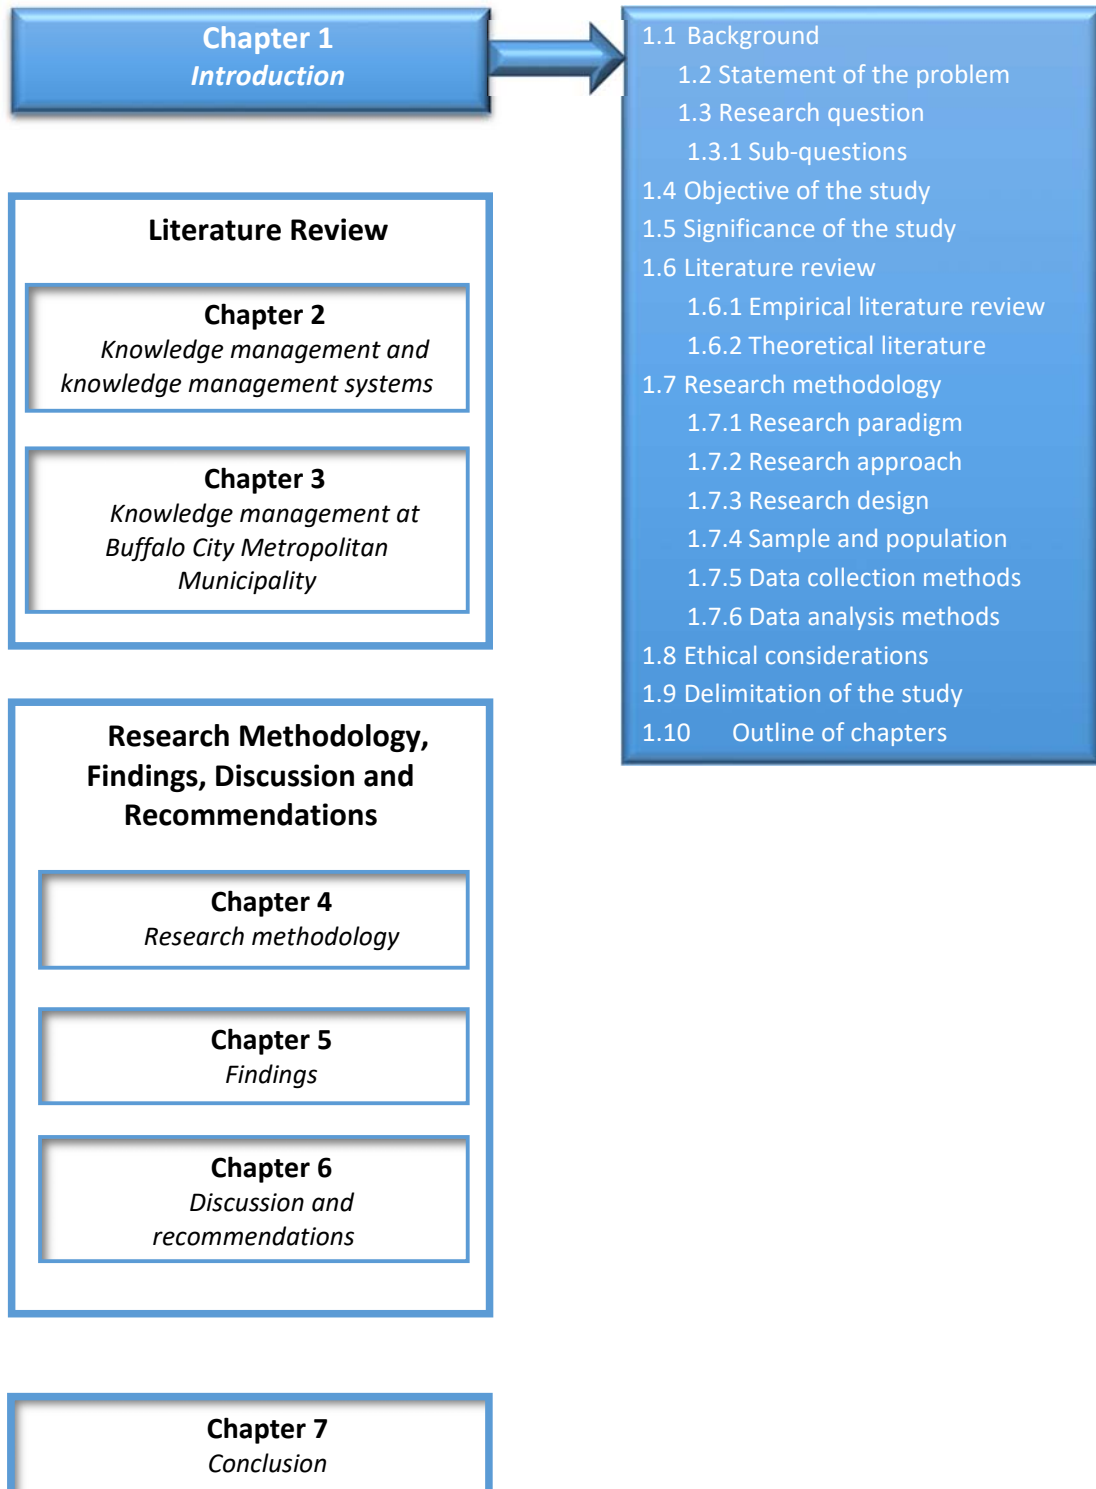 Chapter 1
Introduction
1.1 Background
1.2 Statement of the problem
1.3 Research question
1.3.1 Sub-questions
1.4 Objective of the study
1.5 Significance of the study
1.6 Literature review
1.6.1 Empirical literature review
1.6.2 Theoretical literature
1.7 Research methodology
1.7.1 Research paradigm
1.7.2 Research approach
1.7.3 Research design
1.7.4 Sample and population
1.7.5 Data collection methods
1.7.6 Data analysis methods
1.8 Ethical considerations
1.9 Delimitation of the study
1.10 Outline of chapters
Literature Review
Chapter 2
Knowledge management and
knowledge management systems
Chapter 3
Knowledge management at
Buffalo City Metropolitan
Municipality
Research Methodology,
Findings, Discussion and
Recommendations
Chapter 4
Research methodology
Chapter 5
Findings
Chapter 6
Discussion and
recommendations
Chapter 7
Conclusion